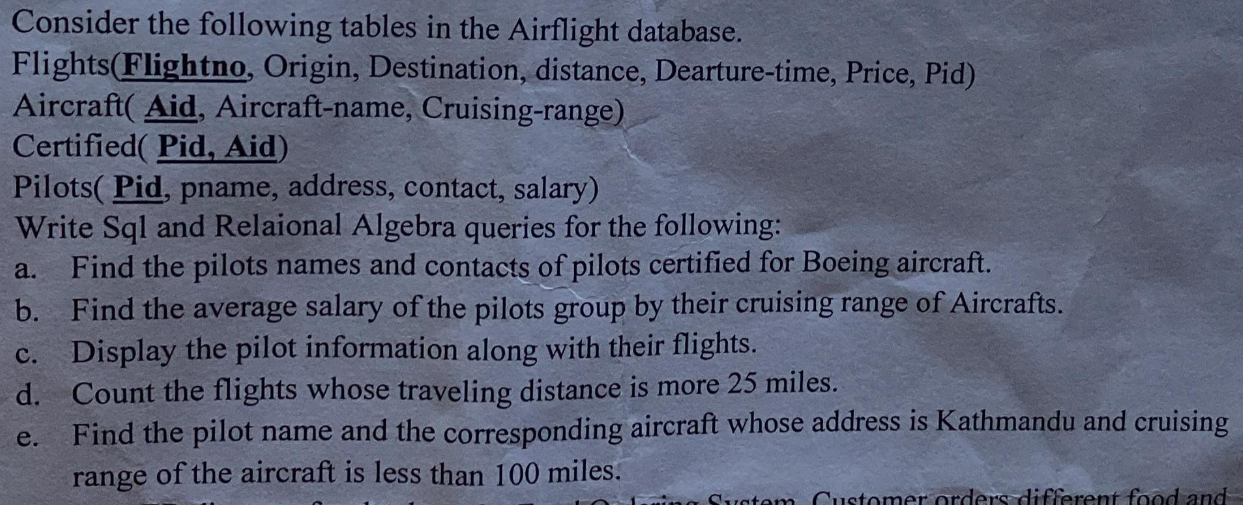 Consider the following tables in the Airflight database.
Flights(Flightno, Origin, Destination, distance, Dearture-time, Price, Pid)
Aircraft( Aid, Aircraft-name, Cruising-range)
Certified( Pid, Aid)
Pilots( Pid, pname, address, contact, salary)
Write Sql and Relaional Algebra queries for the following:
a. Find the pilots names and contacts of pilots certified for Boeing aircraft.
b. Find the average salary of the pilots group by their cruising range of Aircrafts.
c. Display the pilot information along with their flights.
d. Count the flights whose traveling distance is more 25 miles.
e. Find the pilot name and the corresponding aircraft whose address is Kathmandu and cruising
range of the aircraft is less than 100 miles.
System. Customer orders different food and